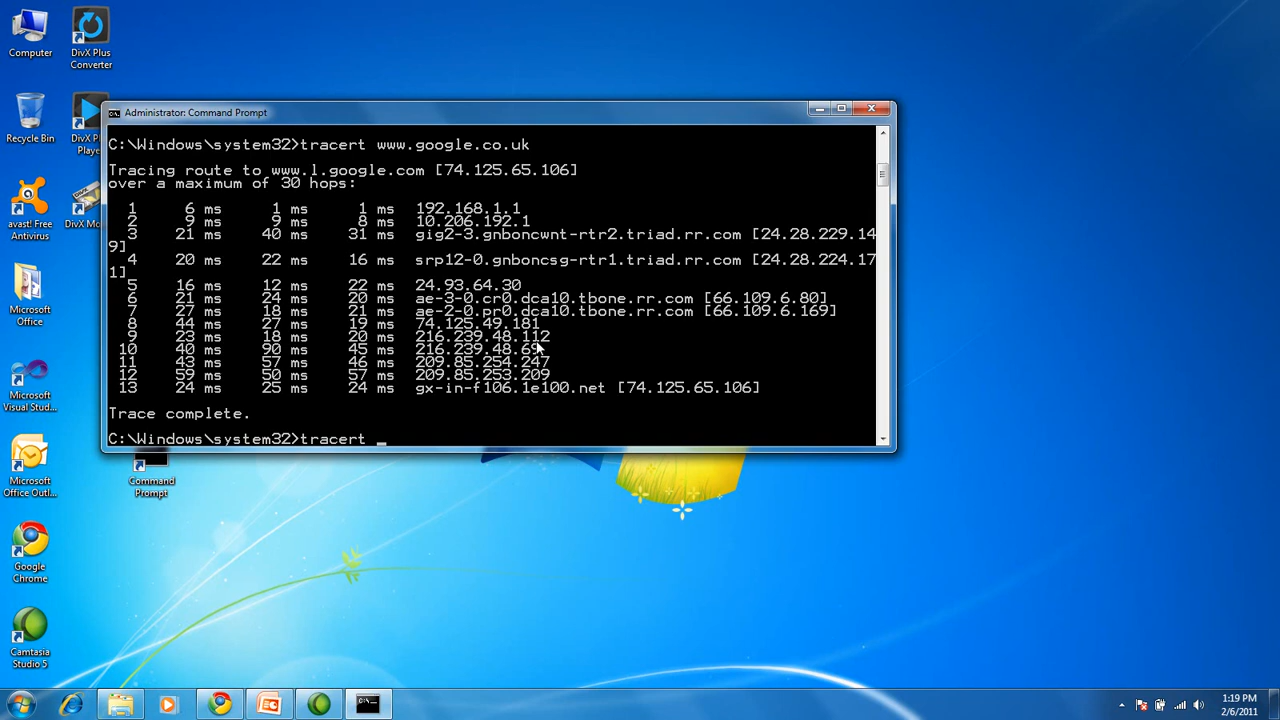 Computer
DivX Plus
Converter
Recycle Bin
DivX Pl
Player
avast! Free
Antivirus
DivX Mo
Microsoft
Office
Microsoft
Visual Stud...
Microsoft
Office Outl...
Command
Prompt
Google
Chrome
Camtasia
Studio 5
Administrator: Command Prompt
C:\Windows\system32>tracert www.google.co.uk
Tracing route to www.l.google.com [74.125.65.106]
over a maximum of 30 hops:
1 6 ms 1 ms 1 ms 192.168.1.1
2 9 ms 9 ms 8 ms 10.206.192.1
3 21 ms 40 ms 31 ms gig2-3.gnboncwnt-rtr2.triad.rr.com [24.28.229.14
9]
4 20 ms 22 ms 16 ms srp12-0.gnboncsg-rtr1.triad.rr.com [24.28.224.17
1]
5 16 ms 12 ms 22 ms 24.93.64.30
6 21 ms 24 ms 20 ms ae-3-0.cr0.dca10.tbone.rr.com [66.109.6.80]
7 27 ms 18 ms 21 ms ae-2-0.pr0.dca10.tbone.rr.com [66.109.6.169]
8 44 ms 27 ms 19 ms 74.125.49.181
9 23 ms 18 ms 20 ms 216.239.48.112
10 40 ms 90 ms 45 ms 216.239.48.69
11 43 ms 57 ms 46 ms 209.85.254.247
12 59 ms 50 ms 57 ms 209.85.253.209
13 24 ms 25 ms 24 ms gx-in-f106.1e100.net [74.125.65.106]
Trace complete.
C:\Windows\system32>tracert _
1:19 PM
2/6/2011